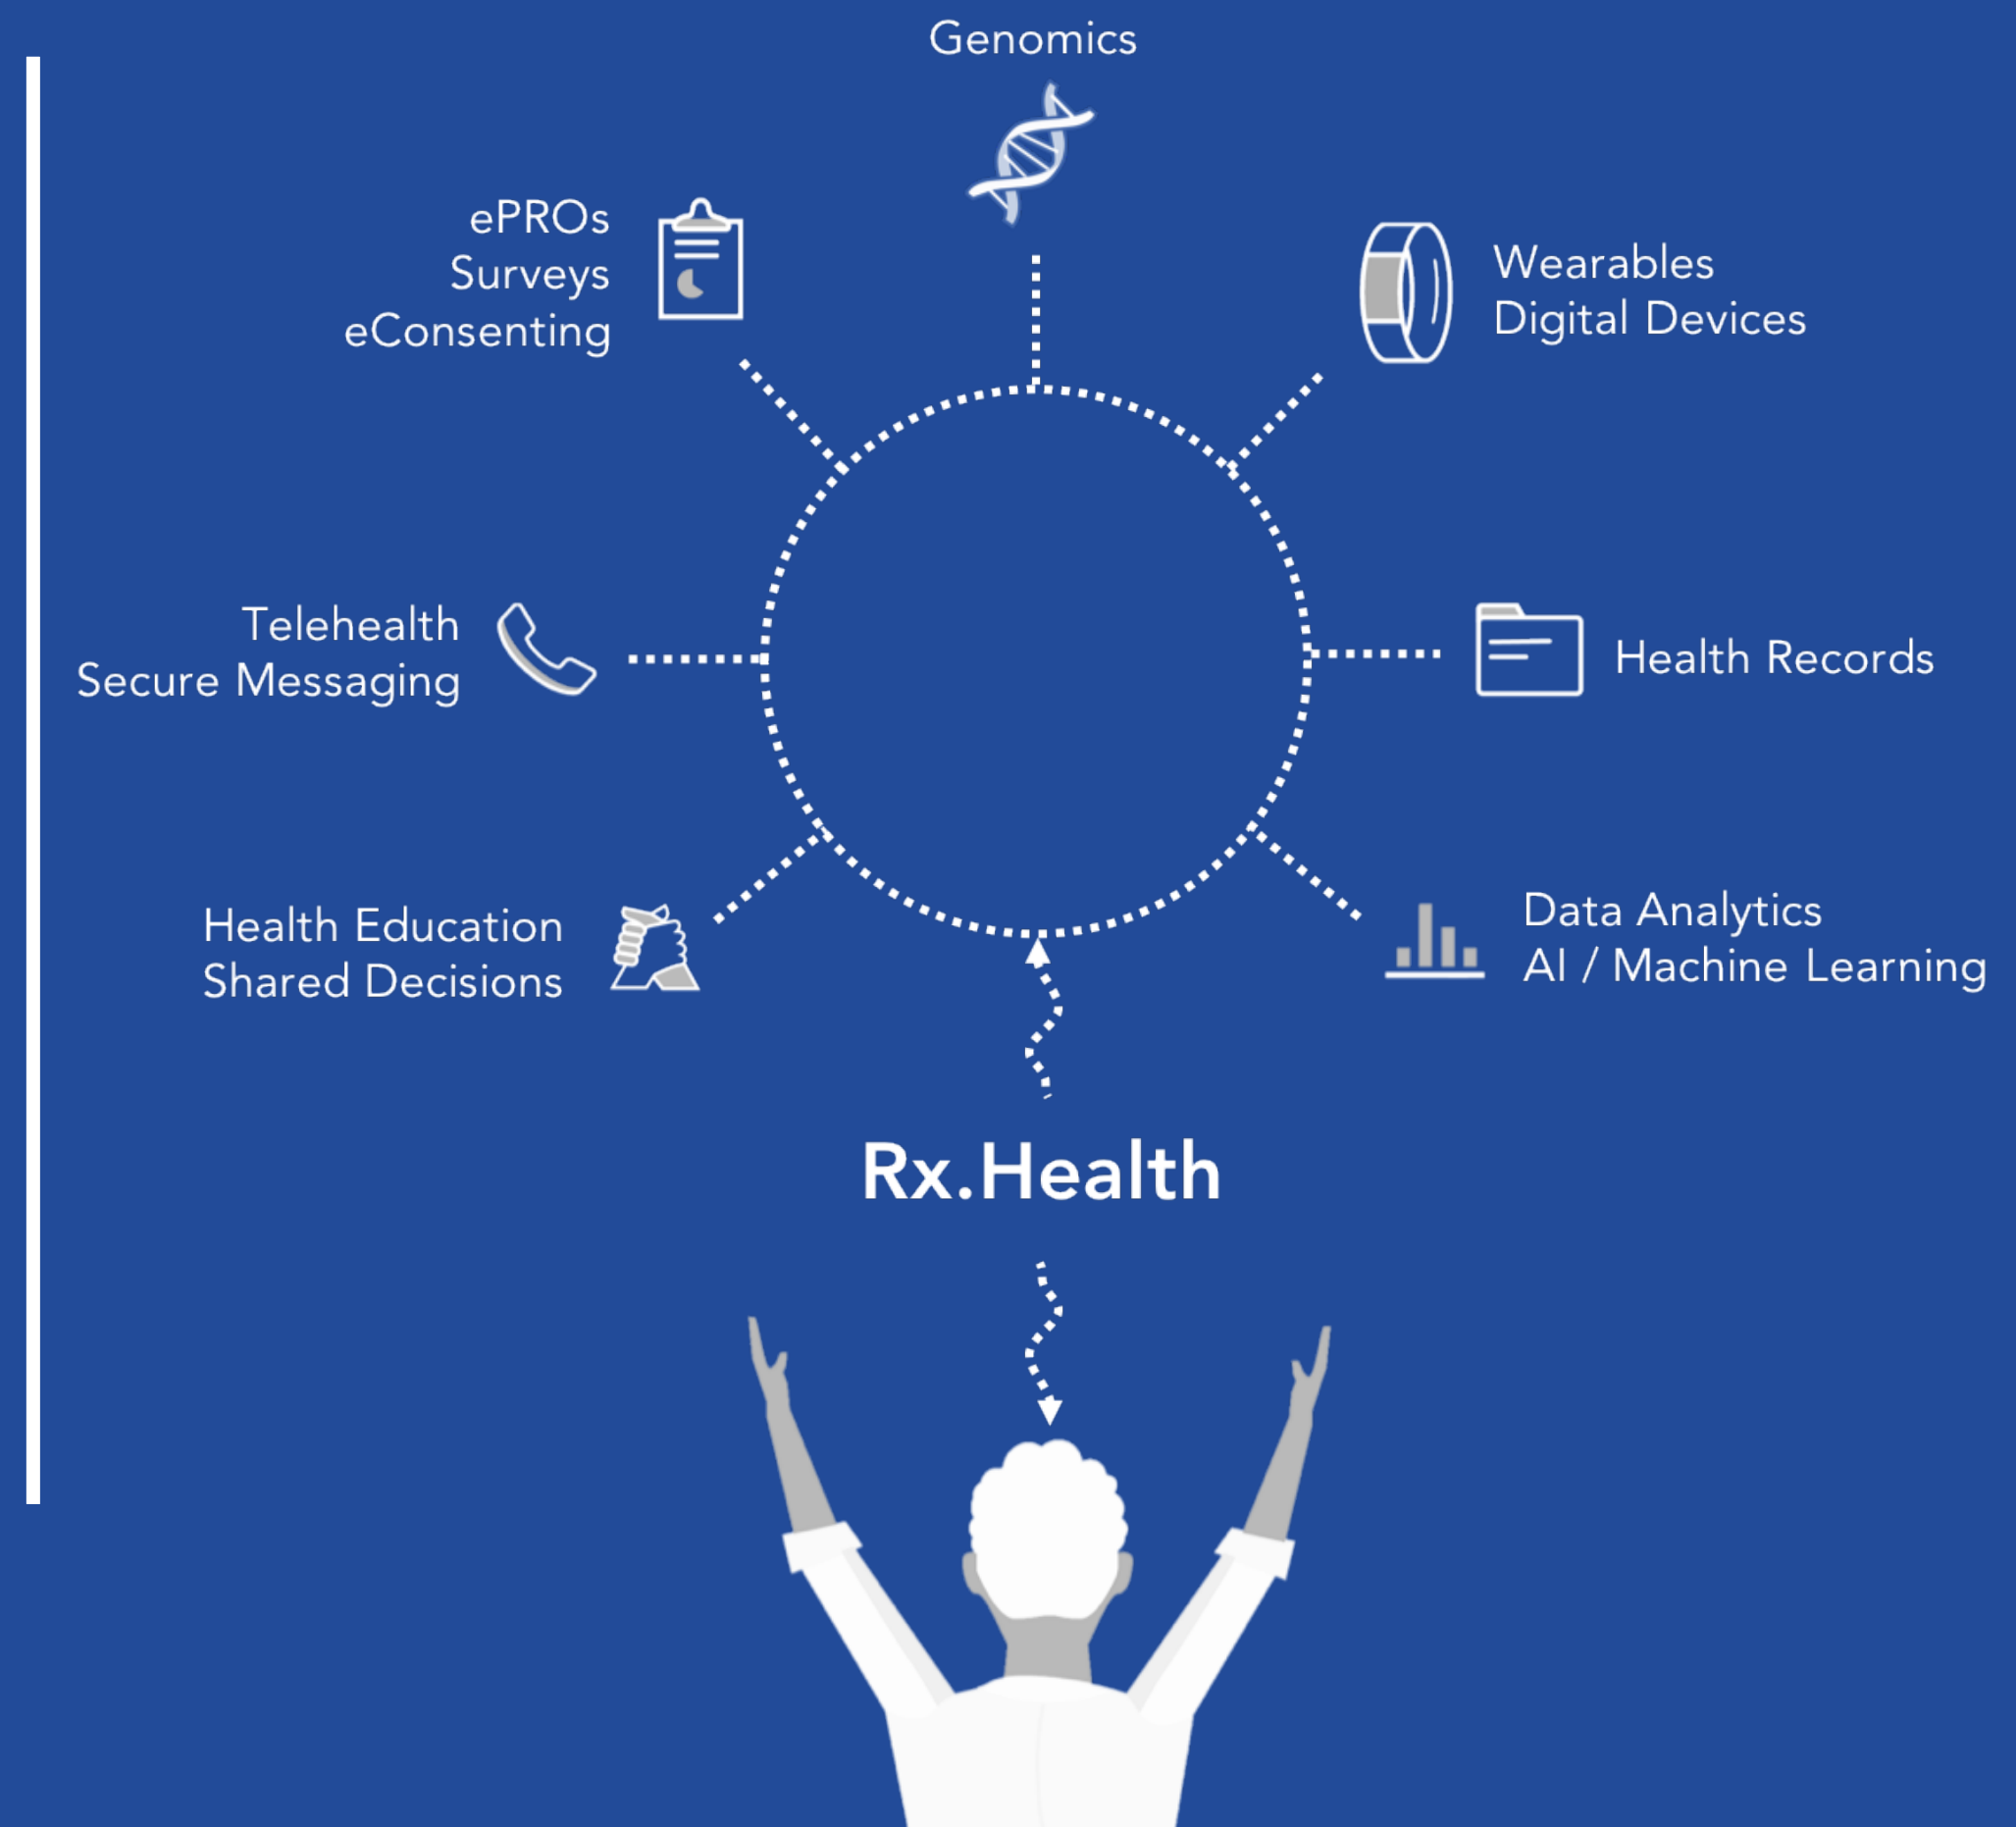 Genomics
ePROs
Surveys
eConsenting
Wearables
Digital Devices
Telehealth
Secure Messaging
Health Records
Health Education
Shared Decisions
Data Analytics
AI / Machine Learning
Rx.Health